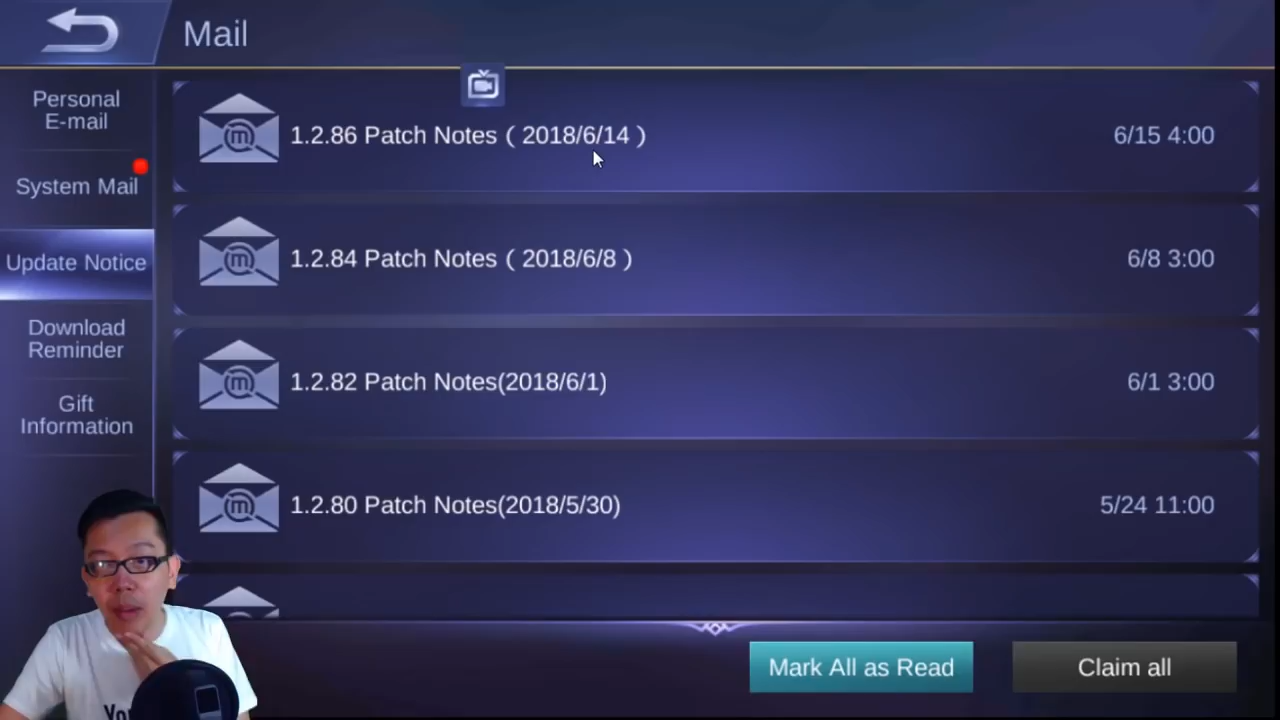 Mail
Personal
E-mail
System Mail
Update Notice
Download
Reminder
Gift
Information
1.2.86 Patch Notes ( 2018/6/14 )
6/15 4:00
1.2.84 Patch Notes ( 2018/6/8 )
6/8 3:00
1.2.82 Patch Notes(2018/6/1)
6/1 3:00
1.2.80 Patch Notes(2018/5/30)
5/24 11:00
Mark All as Read
Claim all